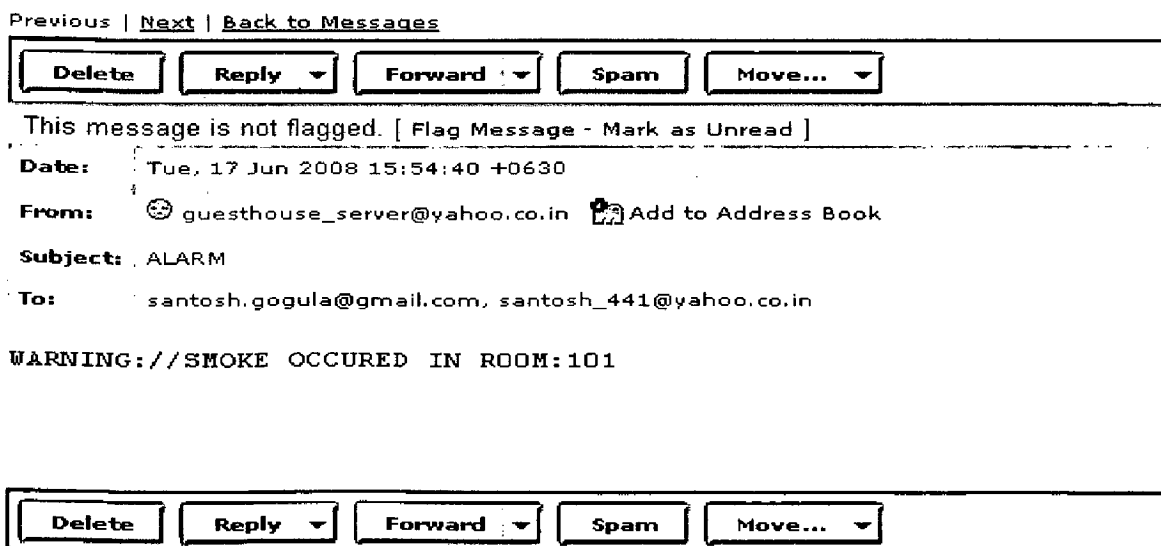 Previous | Next | Back to Messages
Delete Reply Forward Spam Move...
This message is not flagged. [ Flag Message - Mark as Unread ]
Date: Tue, 17 Jun 2008 15:54:40 +0630
From: guesthouse_server@yahoo.co.in Add to Address Book
Subject: ALARM
To: santosh.gogula@gmail.com, santosh_441@yahoo.co.in
WARNING://SMOKE OCCURED IN ROOM:101
Delete Reply Forward Spam Move...